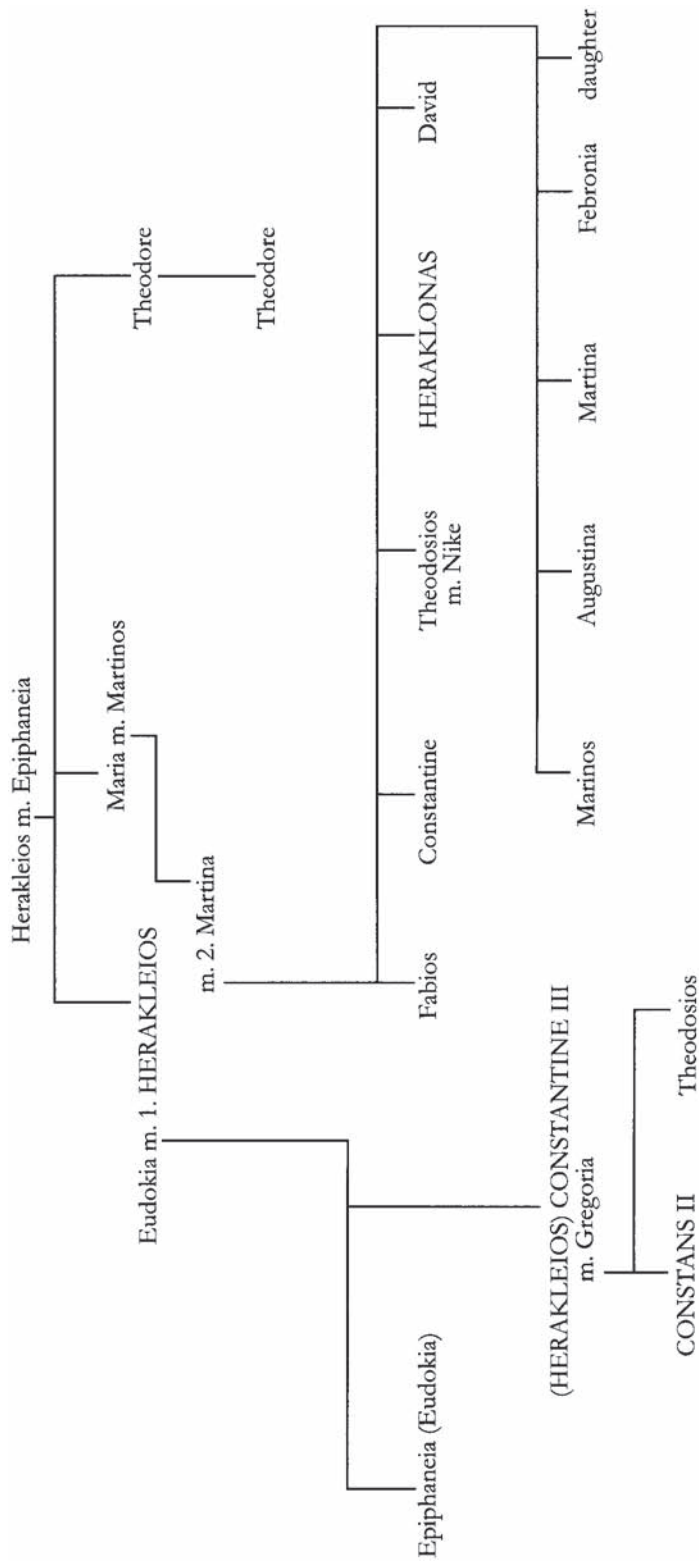 Herakleios m. Epiphaneia
Eudokia m. 1. HERAKLEIOS
Maria m. Martinos
Theodore
m. 2. Martina
Theodore
Epiphaneia (Eudokia)
Fabios
Constantine
Theodosios
m. Nike
HERAKLONAS
David
(HERAKLEIOS) CONSTANTINE III
m. Gregoria
Marinos
Augustina
Martina
Febronia
daughter
CONSTANS II
Theodosios